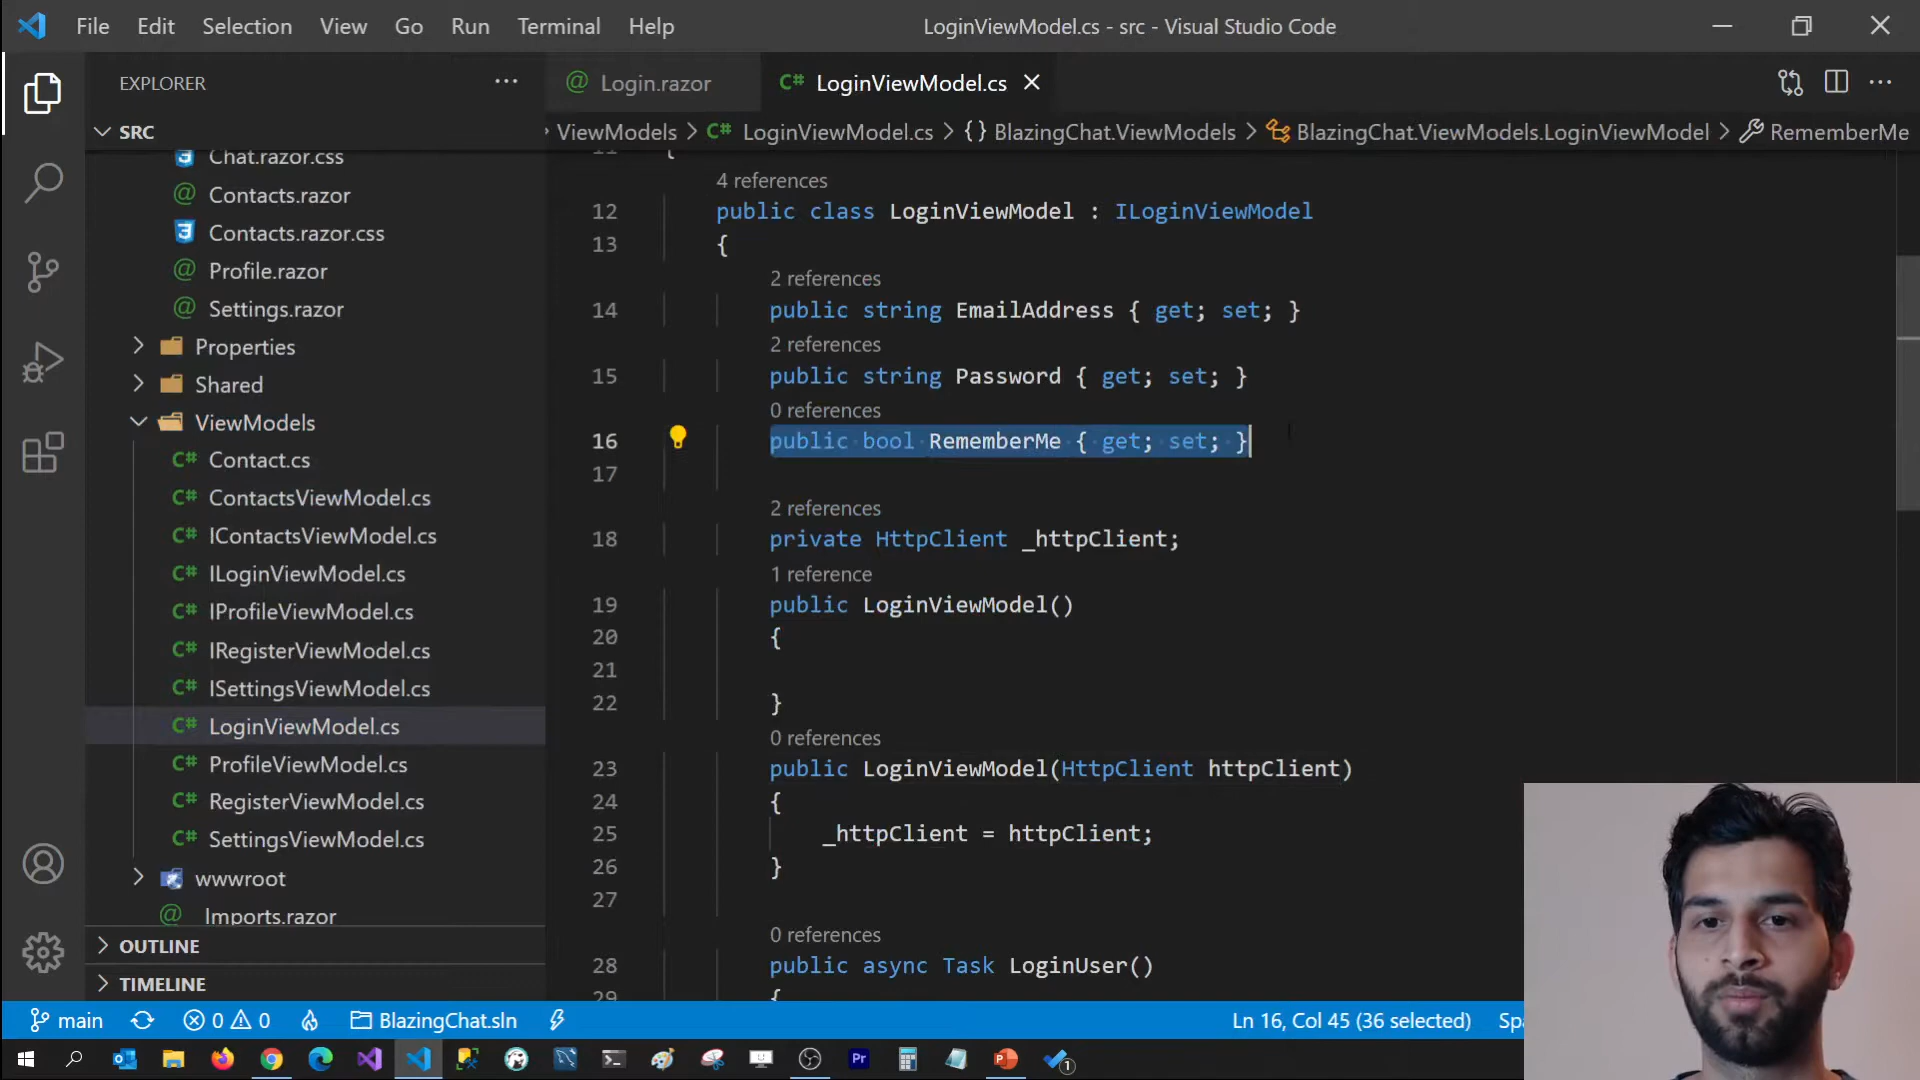 File Edit Selection View Go Run Terminal Help
LoginViewModel.cs - src - Visual Studio Code
EXPLORER
SRC
Chat.razor.css
Contacts.razor
Contacts.razor.css
Profile.razor
Settings.razor
Properties
Shared
ViewModels
Contact.cs
ContactsViewModel.cs
IContactsViewModel.cs
ILoginViewModel.cs
IProfileViewModel.cs
IRegisterViewModel.cs
ISettingsViewModel.cs
LoginViewModel.cs
ProfileViewModel.cs
RegisterViewModel.cs
SettingsViewModel.cs
wwwroot
Imports.razor
OUTLINE
TIMELINE
Login.razor
LoginViewModel.cs
ViewModels > LoginViewModel.cs > {} BlazingChat.ViewModels > BlazingChat.ViewModels.LoginViewModel > RememberMe
11 {
4 references
12 public class LoginViewModel : ILoginViewModel
13 {
2 references
14 public string EmailAddress { get; set; }
2 references
15 public string Password { get; set; }
0 references
16 public bool RememberMe { get; set; }
17
2 references
18 private HttpClient _httpClient;
1 reference
19 public LoginViewModel()
20 {
21
22 }
0 references
23 public LoginViewModel(HttpClient httpClient)
24 {
25 _httpClient = httpClient;
26 }
27
0 references
28 public async Task LoginUser()
29 {
main 0 0 BlazingChat.sln
Ln 16, Col 45 (36 selected) Spa
Pr
1